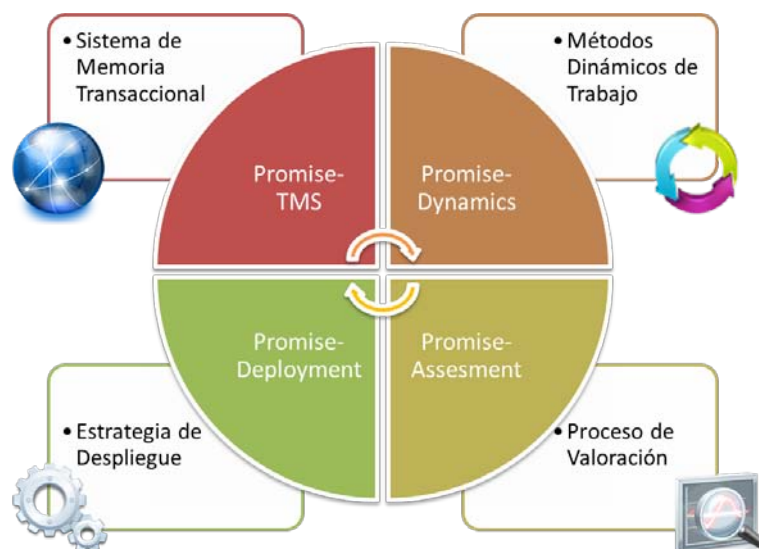 • Sistema de
Memoria
Transaccional
• Métodos
Dinámicos de
Trabajo
Promise-
TMS
Promise-
Dynamics
Promise-
Deployment
Promise-
Assesment
• Estrategia de
Despliegue
• Proceso de
Valoración